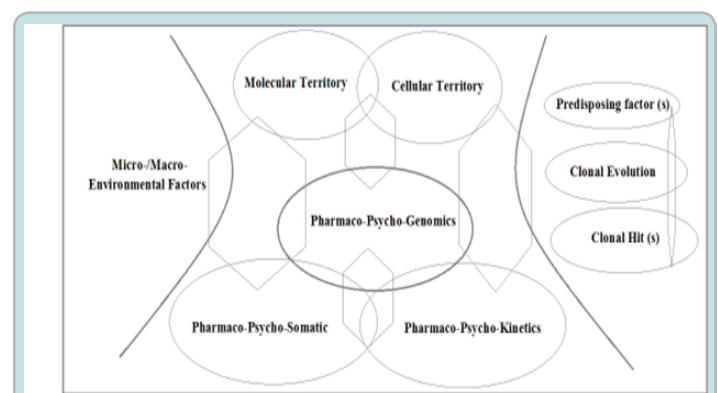 Molecular Territory
Cellular Territory
Predisposing factor (s)
Micro-/Macro-
Environmental Factors
Clonal Evolution
Pharmaco-Psycho-Genomics
Clonal Hit (s)
Pharmaco-Psycho-Somatic
Pharmaco-Psycho-Kinetics